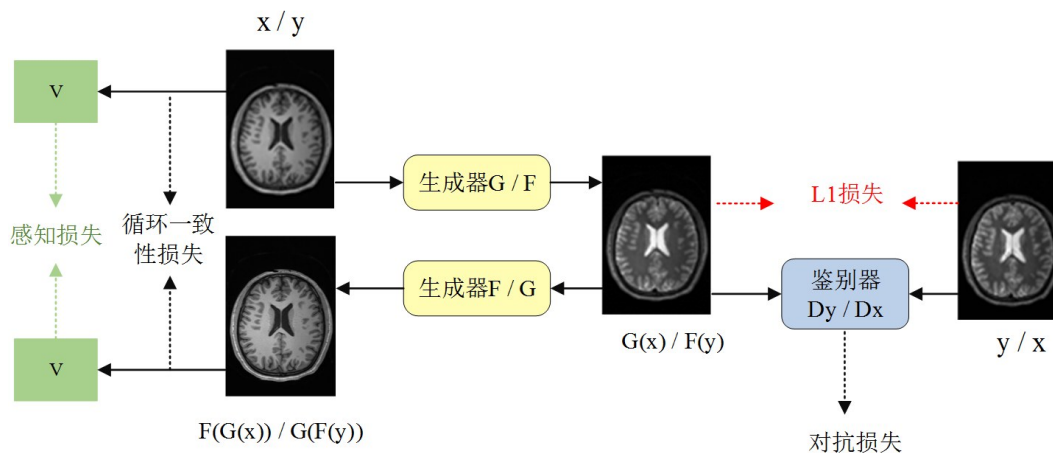 x / y
V
生成器G / F
L1损失
感知损失
循环一致
性损失
生成器F / G
鉴别器
Dy / Dx
G(x) / F(y)
y / x
V
F(G(x)) / G(F(y))
对抗损失